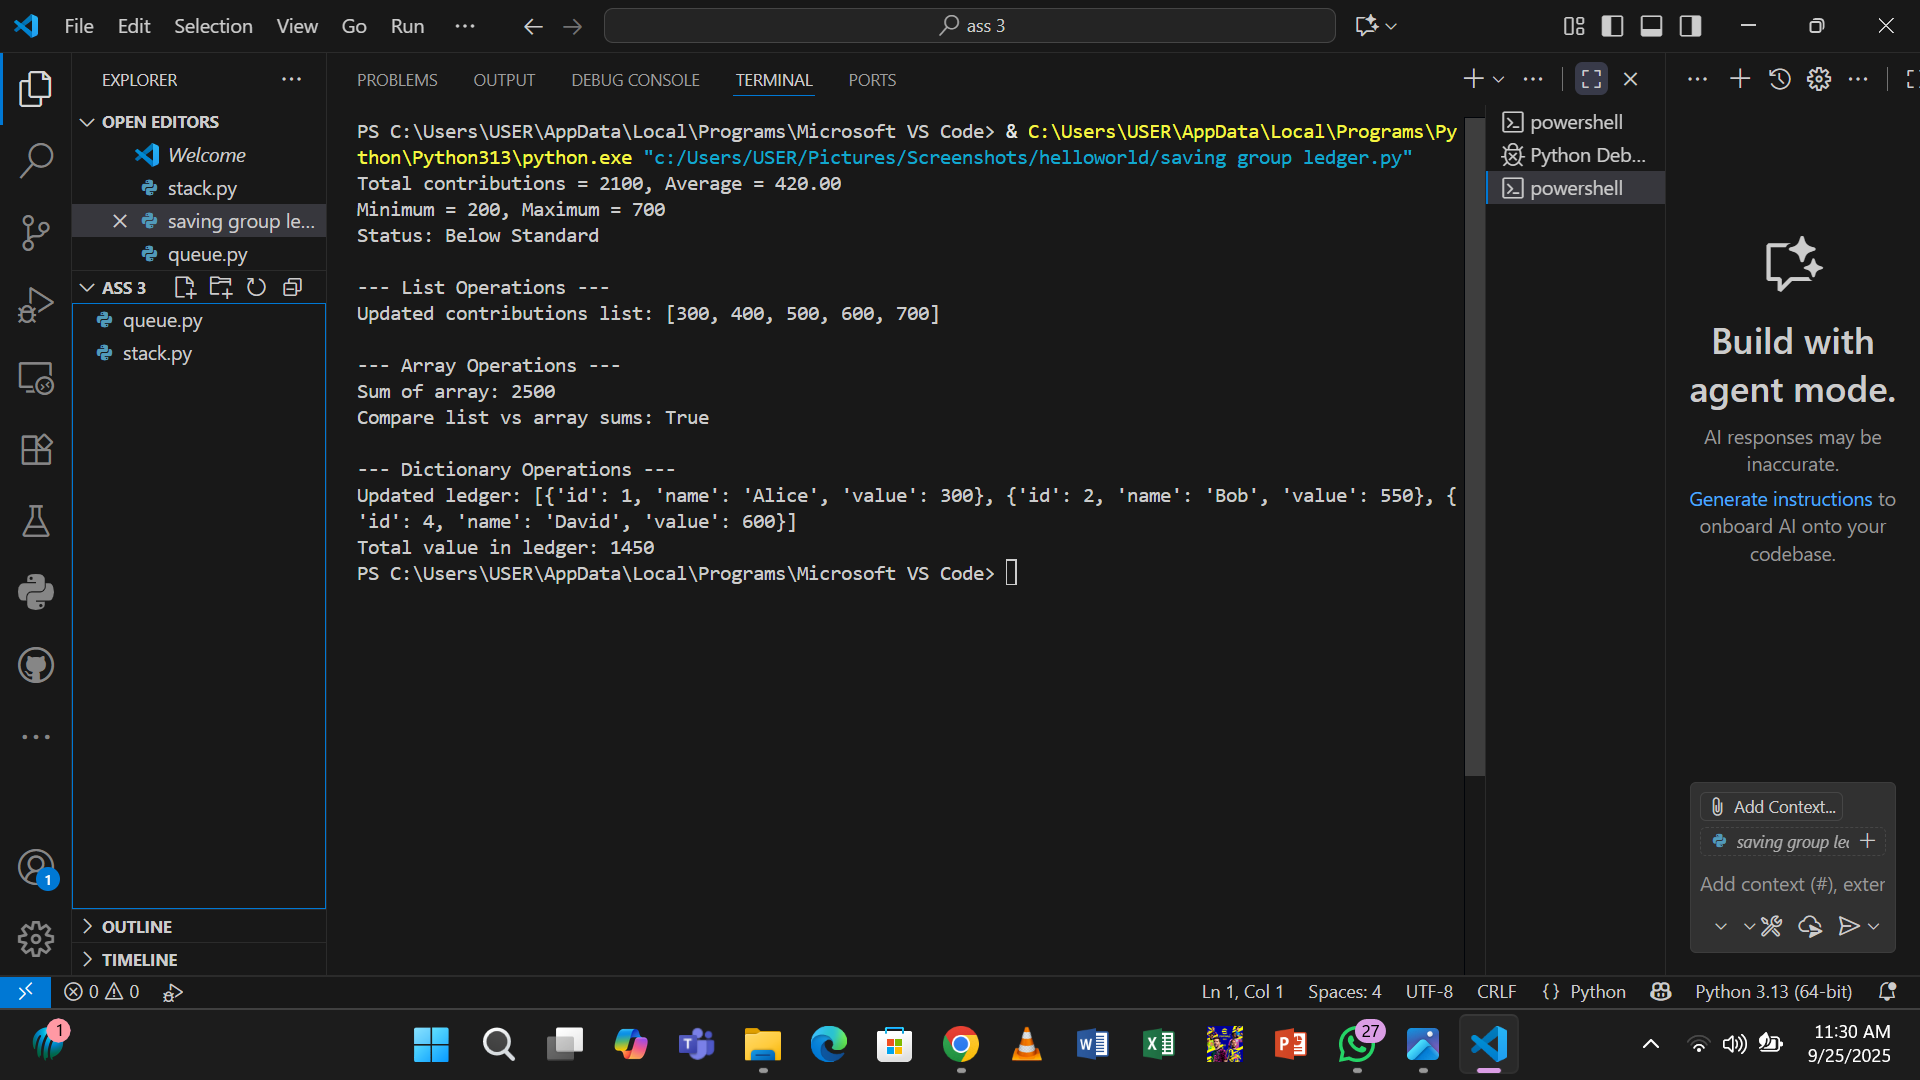 File Edit Selection View Go Run ··· ass 3
EXPLORER
OPEN EDITORS
Welcome
stack.py
saving group le...
queue.py
ASS 3
queue.py
stack.py
OUTLINE
TIMELINE
PROBLEMS OUTPUT DEBUG CONSOLE TERMINAL PORTS
PS C:\Users\USER\AppData\Local\Programs\Microsoft VS Code> & C:\Users\USER\AppData\Local\Programs\Py
thon\Python313\python.exe "c:/Users/USER/Pictures/Screenshots/helloworld/saving group ledger.py"
Total contributions = 2100, Average = 420.00
Minimum = 200, Maximum = 700
Status: Below Standard
--- List Operations ---
Updated contributions list: [300, 400, 500, 600, 700]
--- Array Operations ---
Sum of array: 2500
Compare list vs array sums: True
--- Dictionary Operations ---
Updated ledger: [{'id': 1, 'name': 'Alice', 'value': 300}, {'id': 2, 'name': 'Bob', 'value': 550}, {
'id': 4, 'name': 'David', 'value': 600}]
Total value in ledger: 1450
PS C:\Users\USER\AppData\Local\Programs\Microsoft VS Code>
powershell
Python Deb...
powershell
Build with
agent mode.
AI responses may be
inaccurate.
Generate instructions to
onboard AI onto your
codebase.
Add Context...
saving group le
Add context (#), exter
1
0 0 Ln 1, Col 1 Spaces: 4 UTF-8 CRLF {} Python Python 3.13 (64-bit)
1 27 11:30 AM
9/25/2025